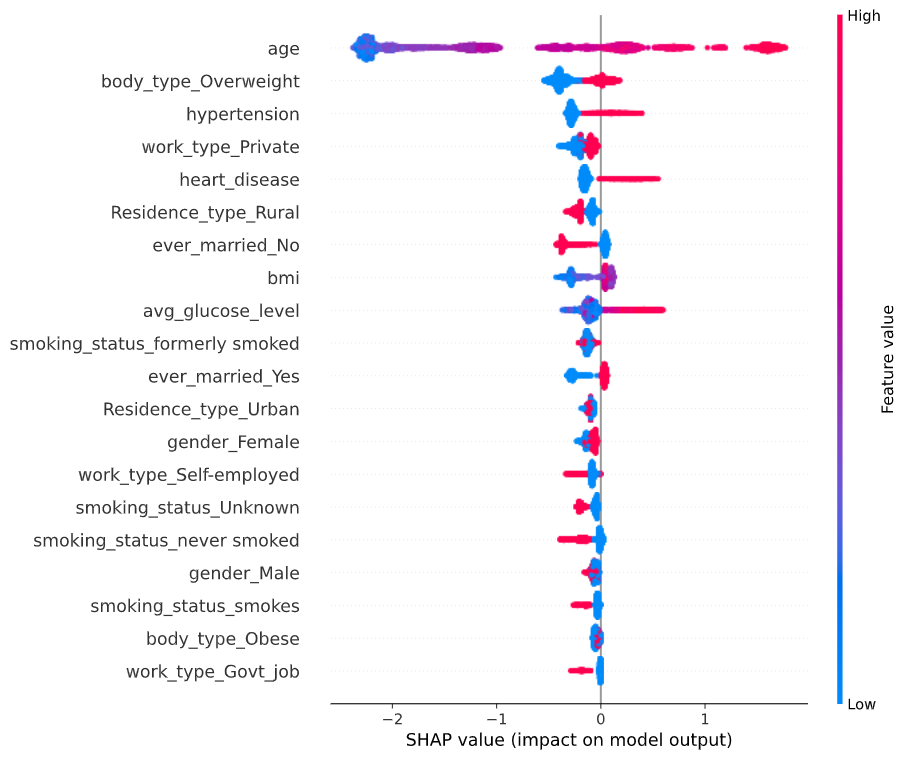 High
age
body_type_Overweight
hypertension
work_type_Private
heart_disease
Residence_type_Rural
ever_married_No
bmi
avg_glucose_level
smoking_status_formerly smoked
ever_married_Yes
Residence_type_Urban
gender_Female
work_type_Self-employed
smoking_status_Unknown
smoking_status_never smoked
gender_Male
smoking_status_smokes
body_type_Obese
work_type_Govt_job
Feature value
Low
−2 −1 0 1
SHAP value (impact on model output)